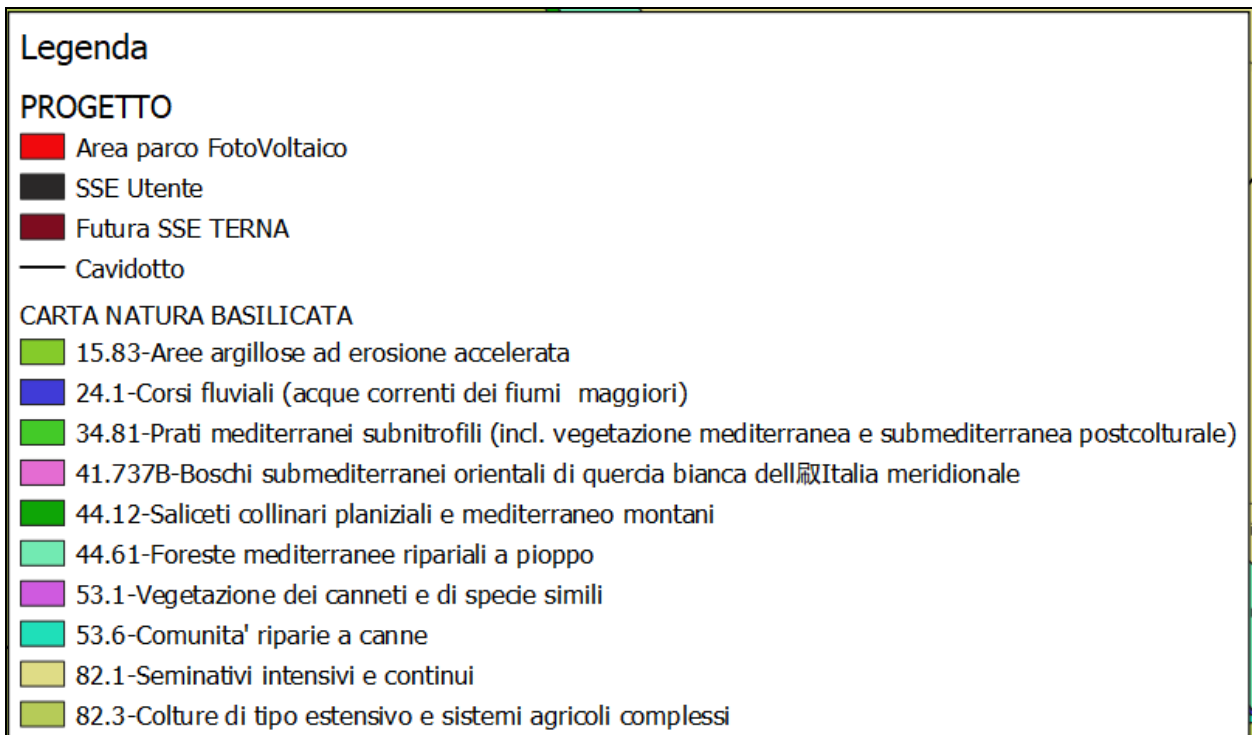 Legenda
PROGETTO
Area parco FotoVoltaico
SSE Utente
Futura SSE TERNA
Cavidotto
CARTA NATURA BASILICATA
15.83-Aree argillose ad erosione accelerata
24.1-Corsi fluviali (acque correnti dei fiumi  maggiori)
34.81-Prati mediterranei subnitrofili (incl. vegetazione mediterranea e submediterranea postcolturale)
41.737B-Boschi submediterranei orientali di quercia bianca dell㕑Italia meridionale
44.12-Saliceti collinari planiziali e mediterraneo montani
44.61-Foreste mediterranee ripariali a pioppo
53.1-Vegetazione dei canneti e di specie simili
53.6-Comunita' riparie a canne
82.1-Seminativi intensivi e continui
82.3-Colture di tipo estensivo e sistemi agricoli complessi